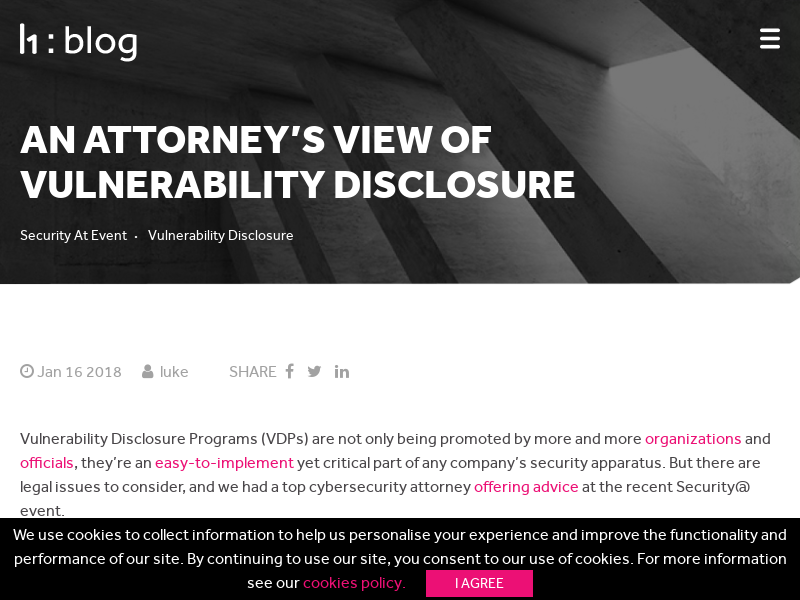 h1 : blog
AN ATTORNEY’S VIEW OF
VULNERABILITY DISCLOSURE
Security At Event · Vulnerability Disclosure
Jan 16 2018 luke SHARE
Vulnerability Disclosure Programs (VDPs) are not only being promoted by more and more organizations and
officials, they’re an easy-to-implement yet critical part of any company’s security apparatus. But there are
legal issues to consider, and we had a top cybersecurity attorney offering advice at the recent Security@
event.
We use cookies to collect information to help us personalise your experience and improve the functionality and
performance of our site. By continuing to use our site, you consent to our use of cookies. For more information
see our cookies policy. I AGREE